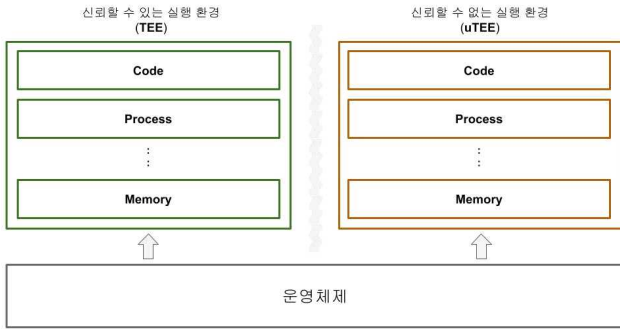 신뢰할 수 있는 실행 환경
(TEE)
Code
Process
:
:
Memory
신뢰할 수 없는 실행 환경
(uTEE)
Code
Process
:
:
Memory
운영체제